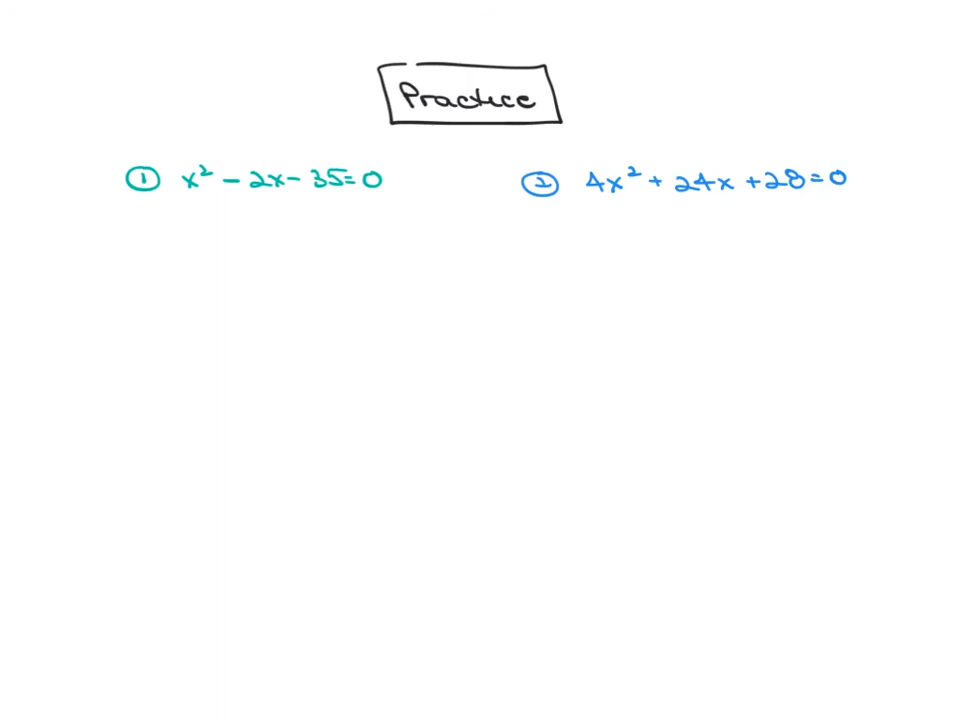 Practice
① x² - 2x - 35 = 0
② 4x² + 24x + 28 = 0